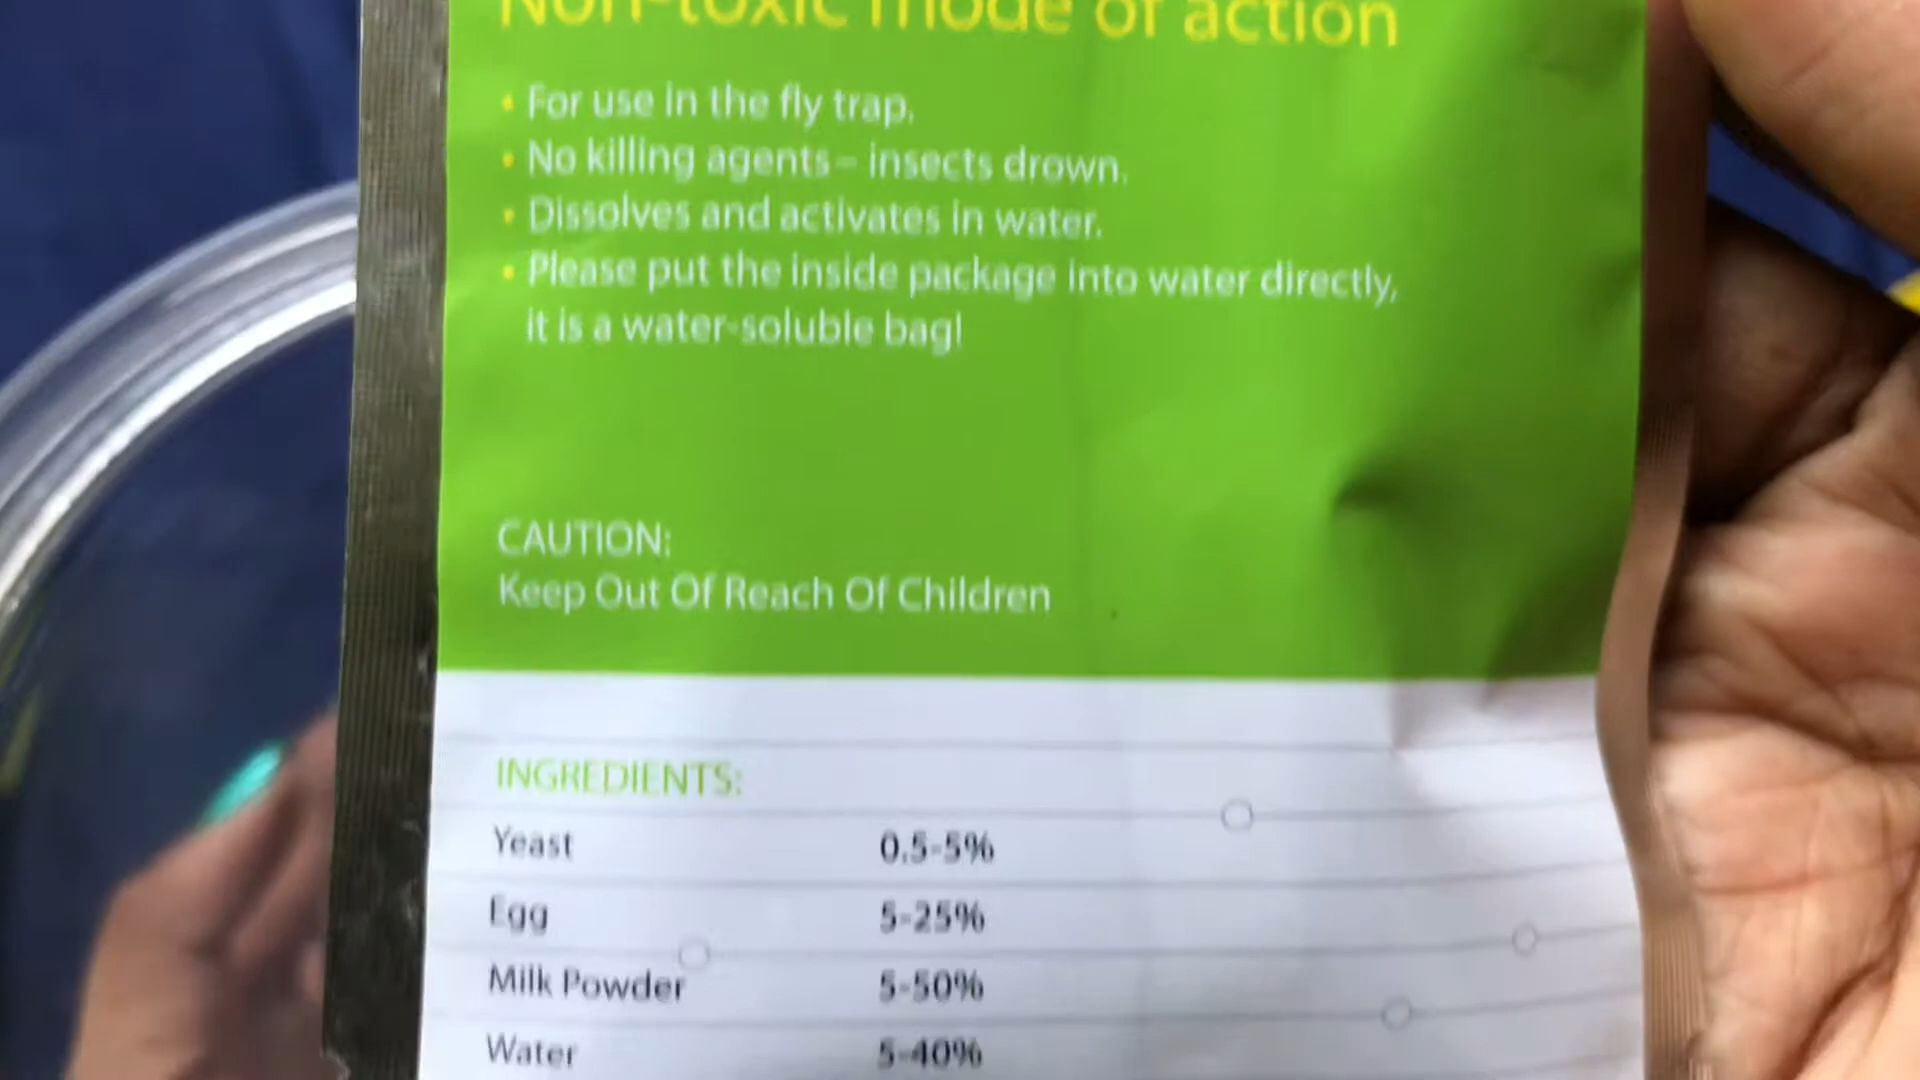 Non-toxic mode of action
• For use in the fly trap.
• No killing agents – insects drown.
• Dissolves and activates in water.
• Please put the inside package into water directly,
it is a water-soluble bag!
CAUTION:
Keep Out Of Reach Of Children
INGREDIENTS:
Yeast 0.5-5%
Egg 5-25%
Milk Powder 5-50%
Water 5-40%